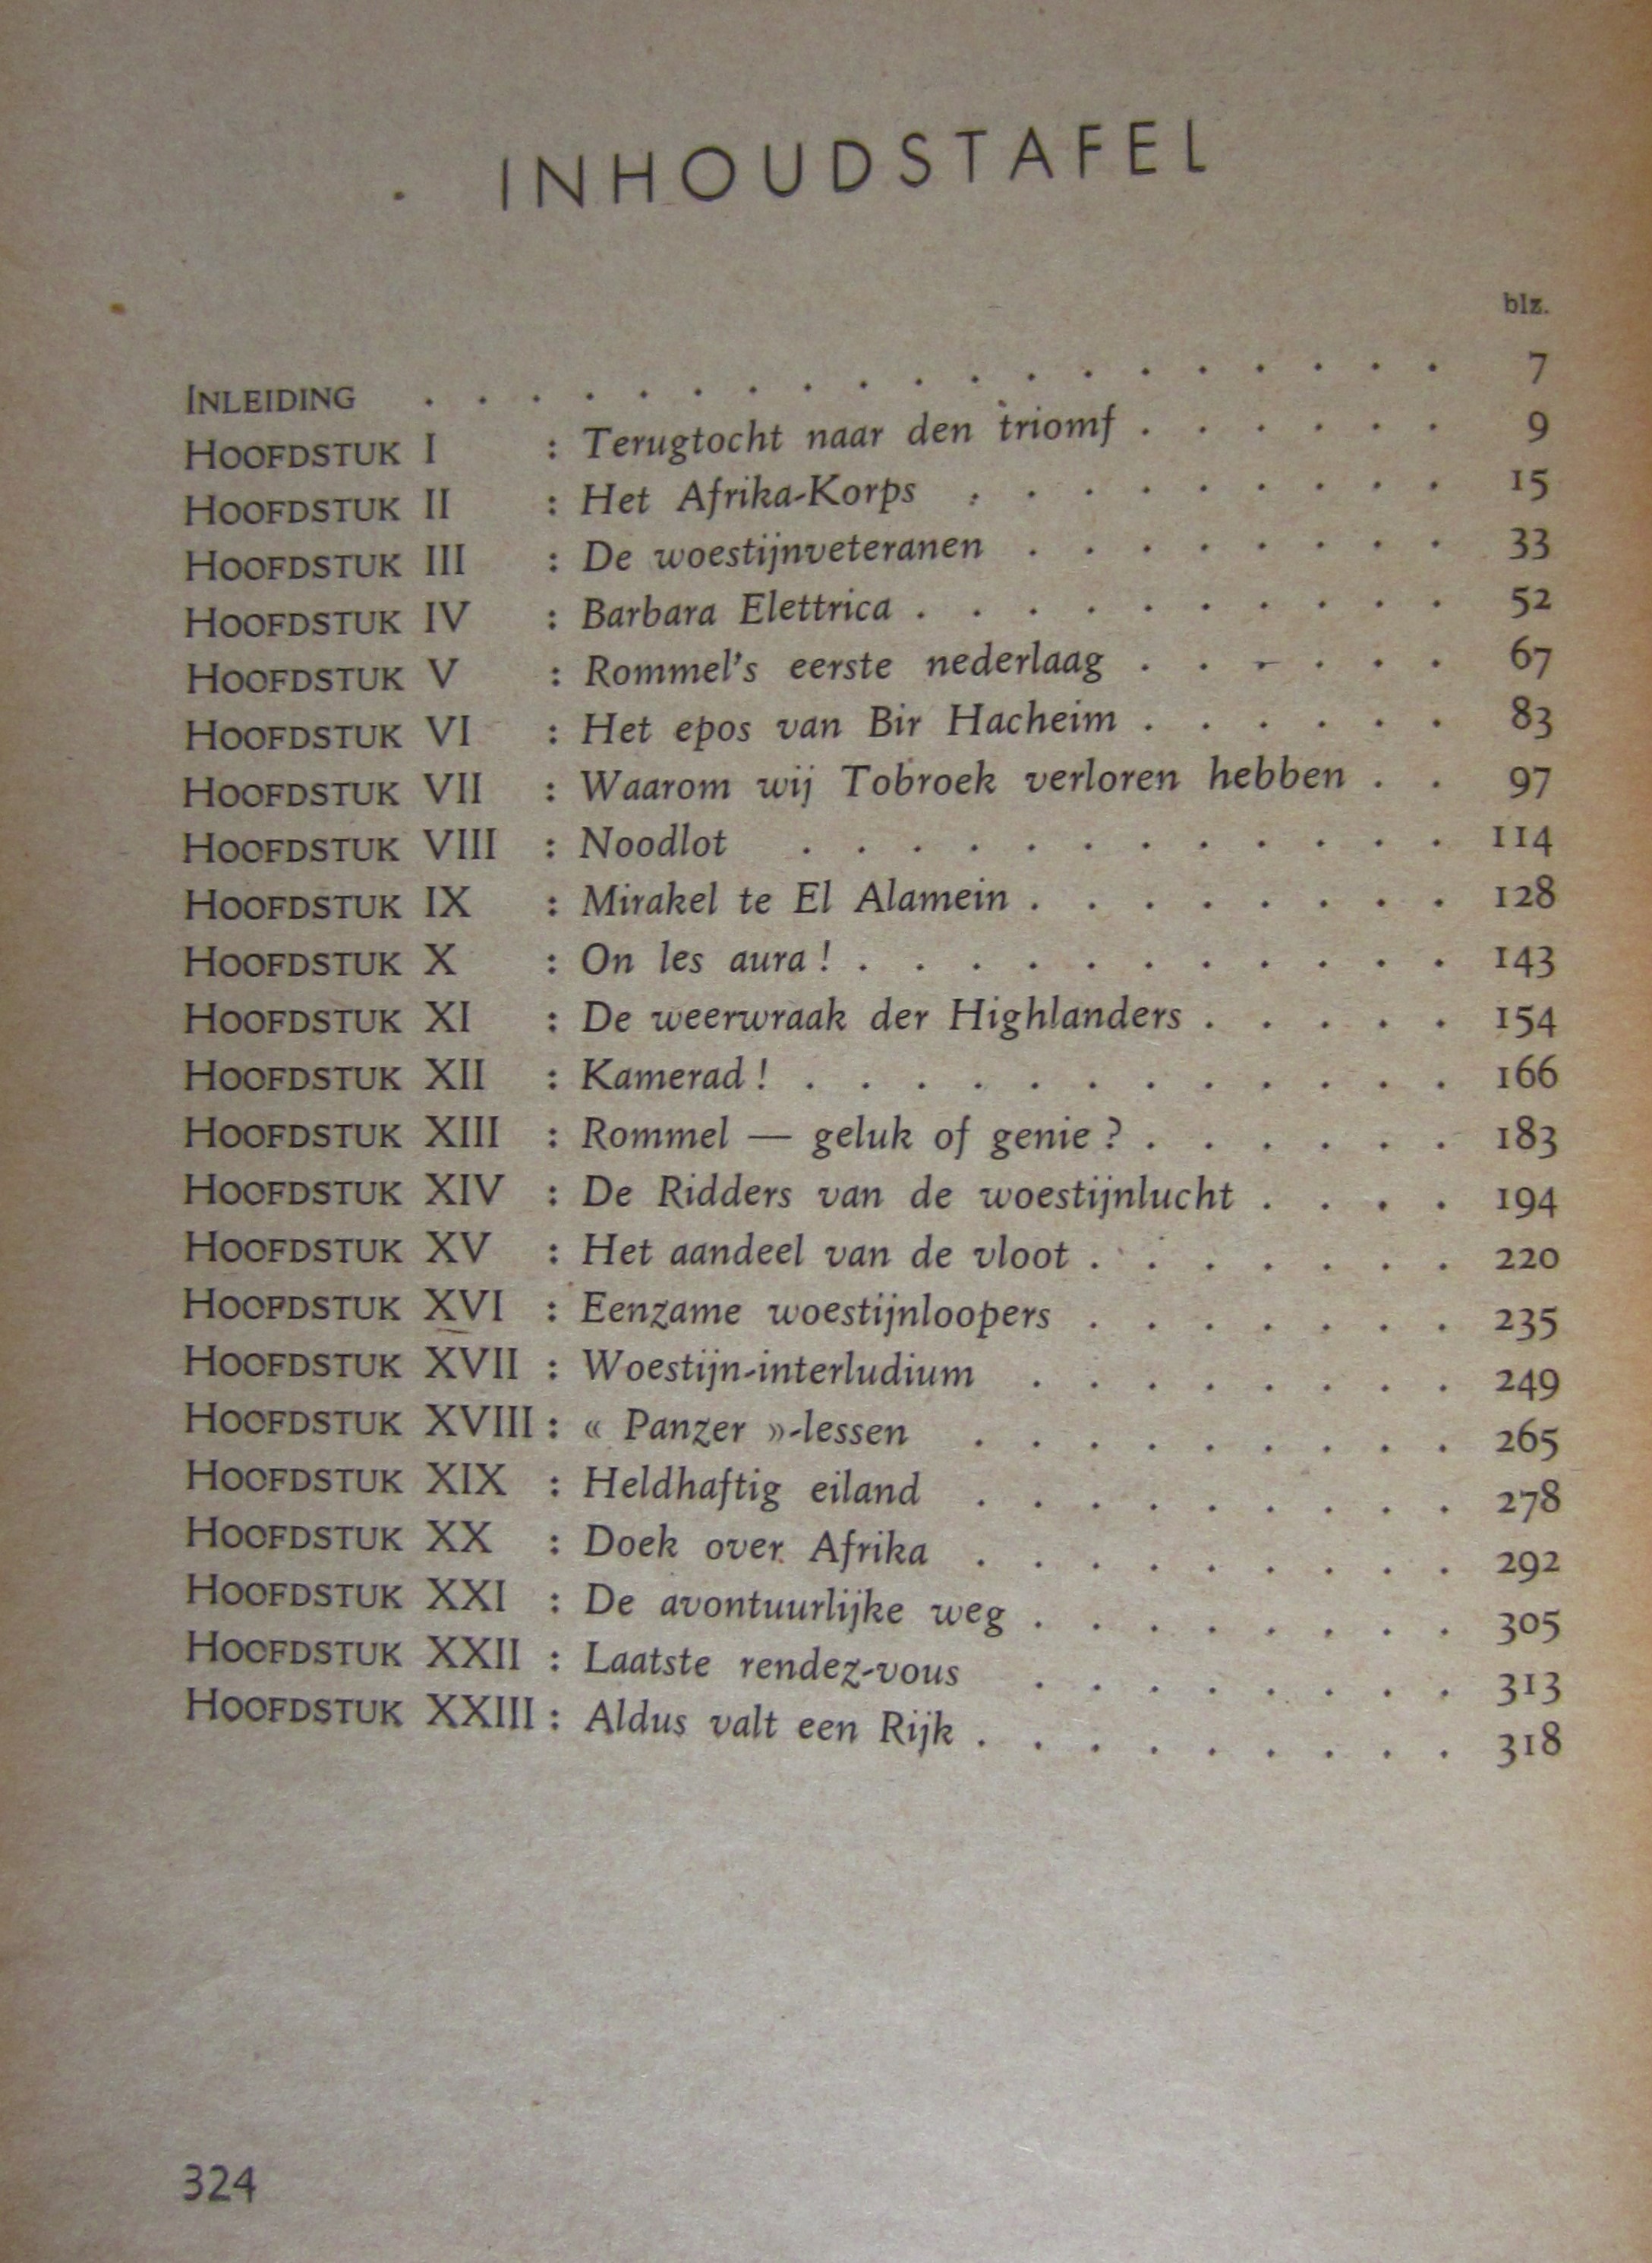 INHOUDSTAFEL
blz.
INLEIDING . . . . . . . . . . . . . . . . . . . 7
HOOFDSTUK I : Terugtocht naar den triomf . . . . . . 9
HOOFDSTUK II : Het Afrika-Korps . . . . . . . . . 15
HOOFDSTUK III : De woestijnveteranen . . . . . . . . 33
HOOFDSTUK IV : Barbara Elettrica . . . . . . . . . . 52
HOOFDSTUK V : Rommel's eerste nederlaag . . . . . . 67
HOOFDSTUK VI : Het epos van Bir Hacheim . . . . . . 83
HOOFDSTUK VII : Waarom wij Tobroek verloren hebben . . 97
HOOFDSTUK VIII : Noodlot . . . . . . . . . . . . 114
HOOFDSTUK IX : Mirakel te El Alamein . . . . . . . . 128
HOOFDSTUK X : On les aura ! . . . . . . . . . . . 143
HOOFDSTUK XI : De weerwraak der Highlanders . . . . . 154
HOOFDSTUK XII : Kamerad ! . . . . . . . . . . . . 166
HOOFDSTUK XIII : Rommel — geluk of genie ? . . . . . . 183
HOOFDSTUK XIV : De Ridders van de woestijnlucht . . . . 194
HOOFDSTUK XV : Het aandeel van de vloot . . . . . . . 220
HOOFDSTUK XVI : Eenzame woestijnloopers . . . . . . . 235
HOOFDSTUK XVII : Woestijn-interludium . . . . . . . . 249
HOOFDSTUK XVIII : « Panzer »-lessen . . . . . . . . . 265
HOOFDSTUK XIX : Heldhaftig eiland . . . . . . . . . 278
HOOFDSTUK XX : Doek over Afrika . . . . . . . . . 292
HOOFDSTUK XXI : De avontuurlijke weg . . . . . . . . 305
HOOFDSTUK XXII : Laatste rendez-vous . . . . . . . . 313
HOOFDSTUK XXIII : Aldus valt een Rijk . . . . . . . . . 318
324